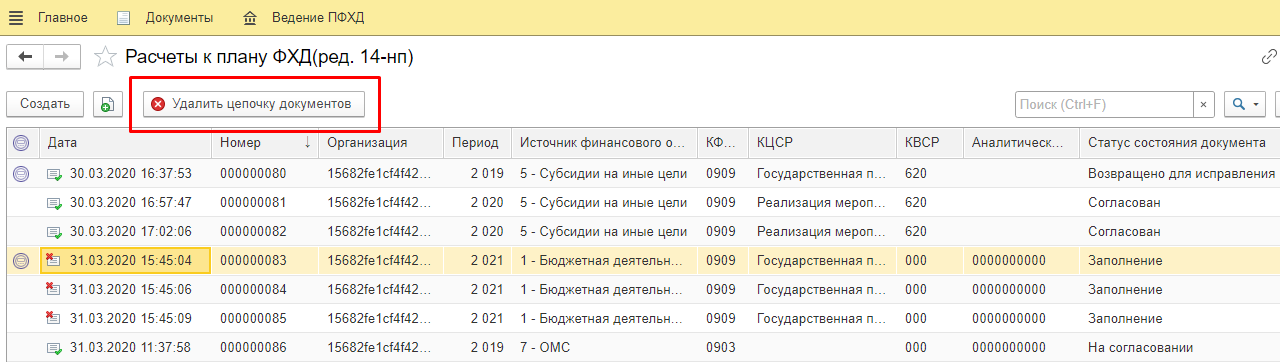 Главное Документы Ведение ПФХД
Расчеты к плану ФХД(ред. 14-нп)
Создать Удалить цепочку документов Поиск (Ctrl+F) ×
Дата Номер ↓ Организация Период Источник финансового о... КФ... КЦСР КВСР Аналитическ... Статус состояния документа
30.03.2020 16:37:53 000000080 15682fe1cf4f42... 2 019 5 - Субсидии на иные цели 0909 Государственная п... 620 Возвращено для исправления
30.03.2020 16:57:47 000000081 15682fe1cf4f42... 2 020 5 - Субсидии на иные цели 0909 Реализация мероп... 620 Согласован
30.03.2020 17:02:06 000000082 15682fe1cf4f42... 2 020 5 - Субсидии на иные цели 0909 Реализация мероп... 620 Согласован
31.03.2020 15:45:04 000000083 15682fe1cf4f42... 2 021 1 - Бюджетная деятельн... 0909 Государственная п... 000 0000000000 Заполнение
31.03.2020 15:45:06 000000084 15682fe1cf4f42... 2 021 1 - Бюджетная деятельн... 0909 Государственная п... 000 0000000000 Заполнение
31.03.2020 15:45:09 000000085 15682fe1cf4f42... 2 021 1 - Бюджетная деятельн... 0909 Государственная п... 000 0000000000 Заполнение
31.03.2020 11:37:58 000000086 15682fe1cf4f42... 2 019 7 - ОМС 0903 000 0000000000 На согласовании